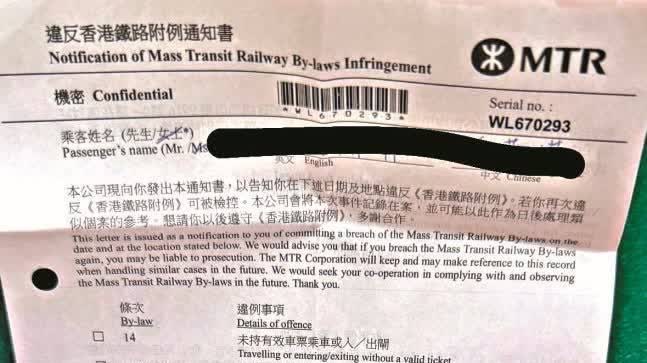 違反香港鐵路附例通知書
Notification of Mass Transit Railway By-laws Infringement
MTR
機密 Confidential
*WL670293*
Serial no. :
WL670293
乘客姓名 (先生/女士*)
Passenger's name (Mr. /Ms
英文 English
中文 Chinese
本公司現向你發出本通知書，以告知你在下述日期及地點違反《香港鐵路附例》。若你再次違
反《香港鐵路附例》可被檢控。本公司會將本次事件記錄在案，並可能以此作為日後處理類
似個案的參考。懇請你以後遵守《香港鐵路附例》，多謝合作。
This letter is issued as a notification to you of committing a breach of the Mass Transit Railway By-laws on the
date and at the location stated below. We would advise you that if you breach the Mass Transit Railway By-laws
again, you may be liable to prosecution. The MTR Corporation will keep and may make reference to this record
when handling similar cases in the future. We would seek your co-operation in complying with and observing
the Mass Transit Railway By-laws in the future. Thank you.
條次 違例事項
By-law Details of offence
14 未持有效車票乘車或入／出閘
Travelling or entering/exiting without a valid ticket